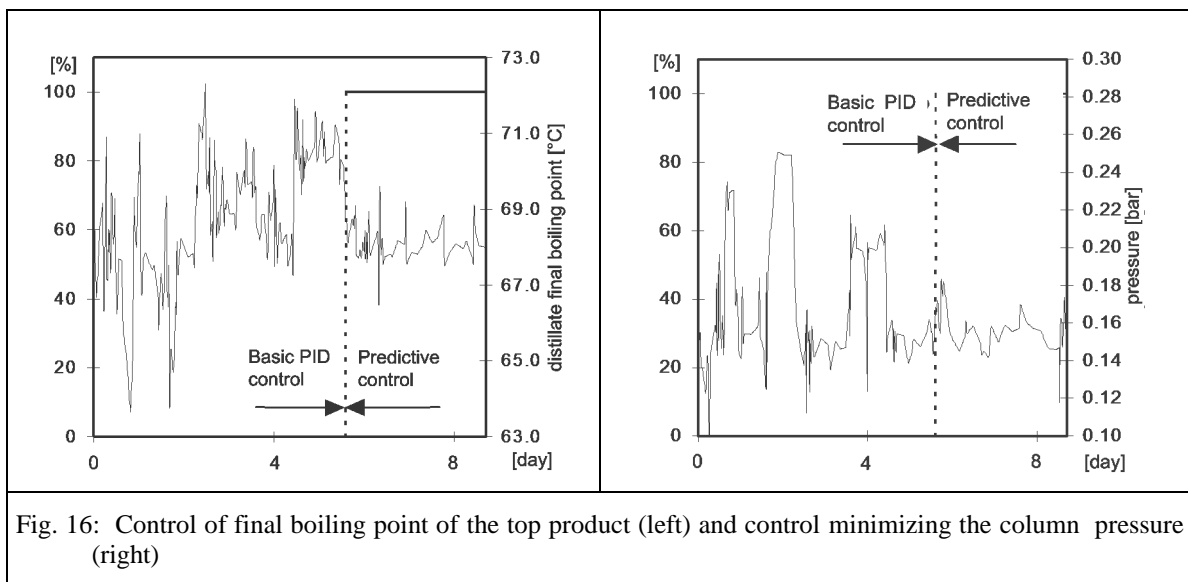 [%]
100
80
60
40
20
0
0
4
8
[day]
73.0
71.0
69.0
67.0
65.0
63.0
distillate final boiling point [°C]
Basic PID
control
Predictive
control
[%]
100
80
60
40
20
0
0
4
8
[day]
0.30
0.28
0.26
0.24
0.22
0.20
0.18
0.16
0.14
0.12
0.10
pressure [bar]
Basic PID
control
Predictive
control
Fig. 16: Control of final boiling point of the top product (left) and control minimizing the column pressure
(right)